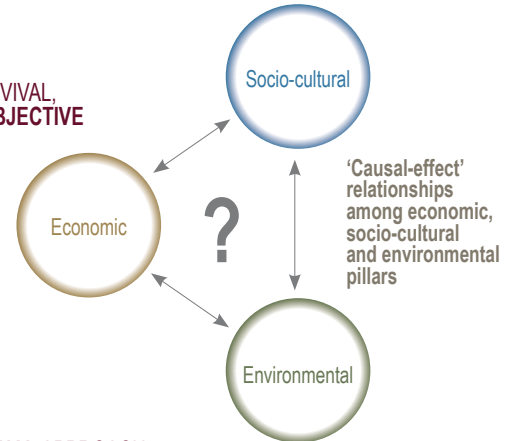 Socio-cultural
VIVAL,
BJECTIVE
'Causal-effect'
relationships
among economic,
socio-cultural
and environmental
pillars
Economic
?
Environmental